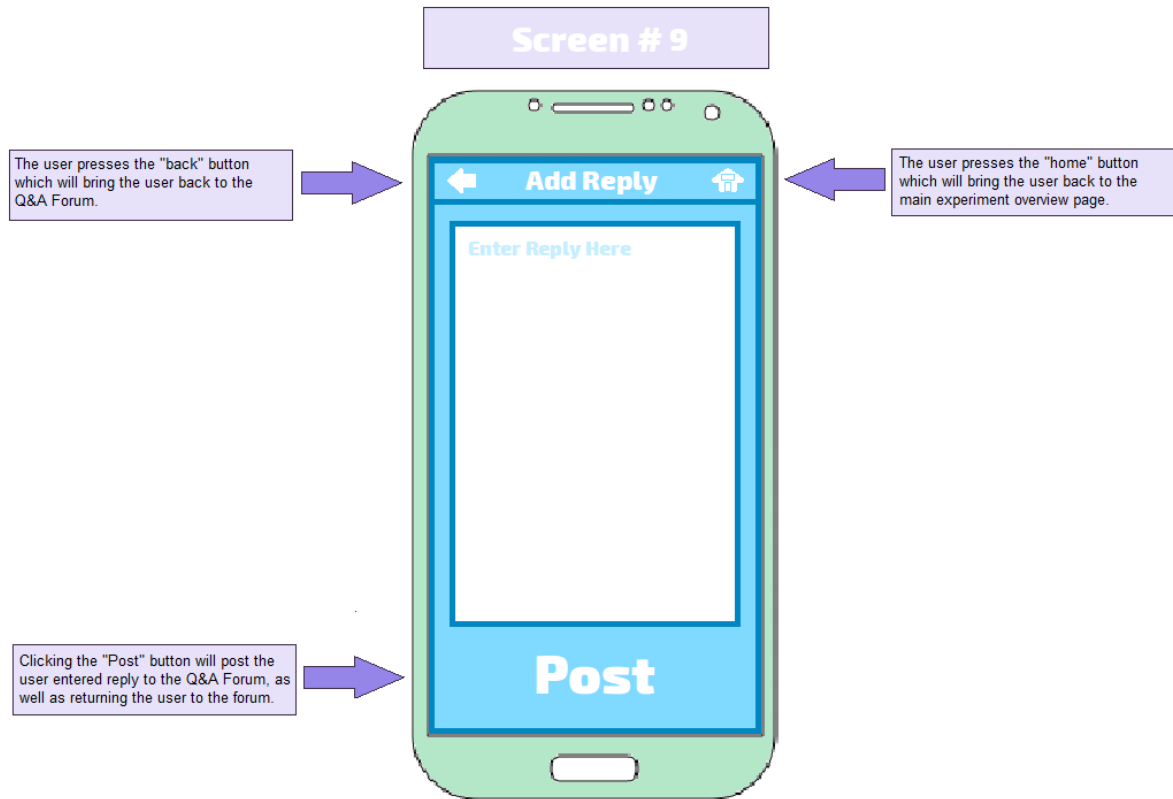 Screen # 9
The user presses the "back" button
which will bring the user back to the
Q&A Forum.
Add Reply
The user presses the "home" button
which will bring the user back to the
main experiment overview page.
Enter Reply Here
Clicking the "Post" button will post the
user entered reply to the Q&A Forum, as
well as returning the user to the forum.
Post